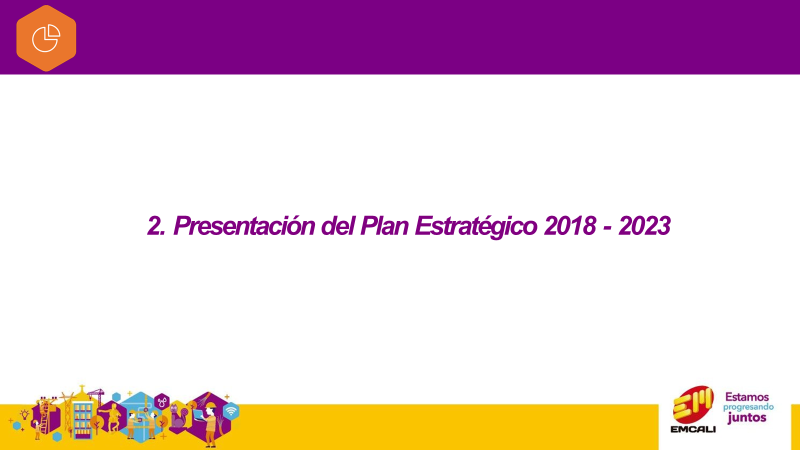 2. Presentación del Plan Estratégico 2018 - 2023
EMCALI
Estamos
progresando
juntos